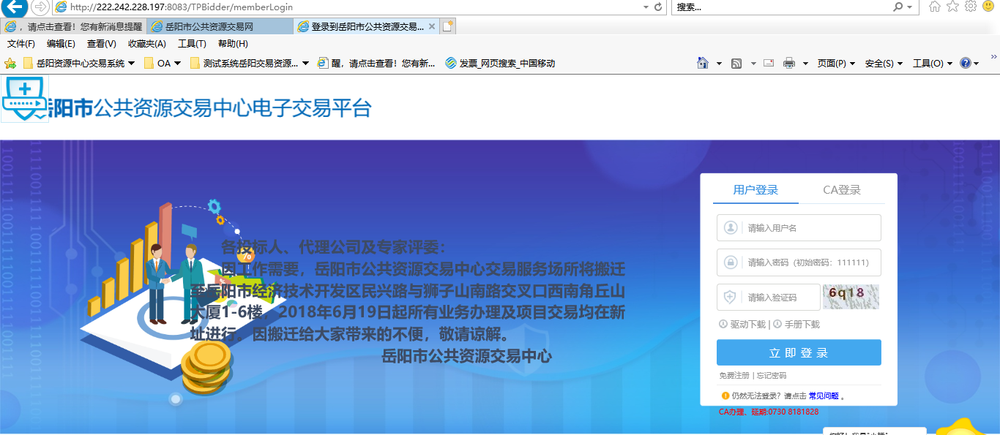 http://222.242.228.197:8083/TPBidder/memberLogin
搜索...
，请点击查看！您有新消息提醒
岳阳市公共资源交易网
登录到岳阳市公共资源交易...
文件(F) 编辑(E) 查看(V) 收藏夹(A) 工具(T) 帮助(H)
岳阳资源中心交易系统
OA
测试系统岳阳交易资源...
醒，请点击查看！您有新...
发票_网页搜索_中国移动
页面(P) 安全(S) 工具(O)
岳阳市公共资源交易中心电子交易平台
各投标人、代理公司及专家评委：
因工作需要，岳阳市公共资源交易中心交易服务场所将搬迁
至岳阳市经济技术开发区民兴路与狮子山南路交叉口西南角丘山
大厦1-6楼，2018年6月19日起所有业务办理及项目交易均在新
址进行。因搬迁给大家带来的不便，敬请谅解。
岳阳市公共资源交易中心
用户登录 CA登录
请输入用户名
请输入密码（初始密码：111111）
请输入验证码
6q18
驱动下载 | 手册下载
立即登录
免费注册 | 忘记密码
仍然无法登录？请点击 常见问题 。
CA办理、延期:0730 8181828